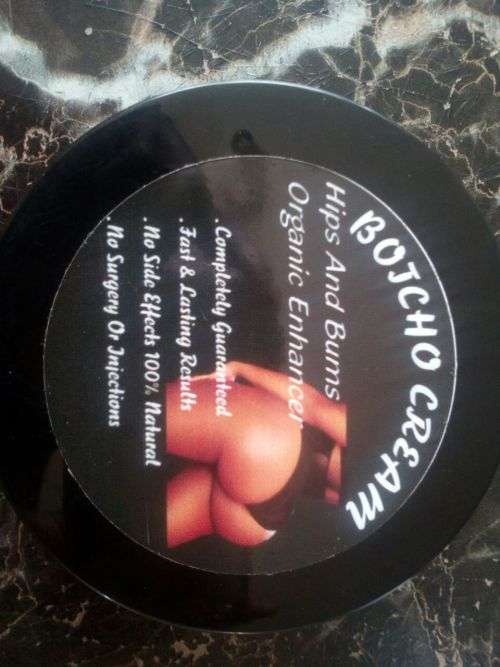 BOTCHO CREAM
Hips And Bums
Organic Enhancer
.Completely Guaranteed
.Fast & Lasting Results
.No Side Effects 100% Natural
.No Surgery Or Injections